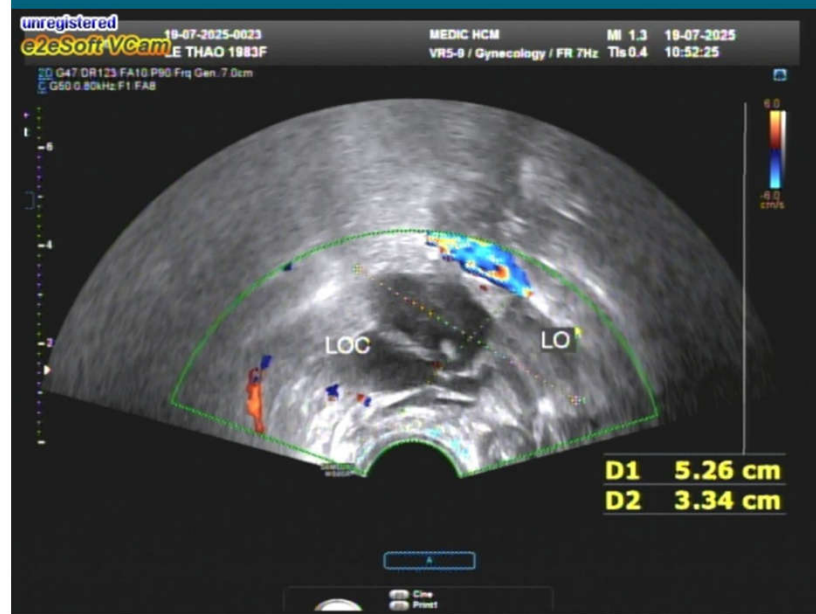 unregistered
e2eSoft VCam
19-07-2025-0023 MEDIC HCM MI 1.3 19-07-2025
LE THAO 1983F VR5-9 / Gynecology / FR 7Hz TIs 0.4 10:52:25
2D G47/DR123/FA10/P90/Frq Gen./7.0cm
C G50/0.80kHz/F1/FA8
6.0
-6.0
cm/s
6
4
2
LOC
LO
D1 5.26 cm
D2 3.34 cm
A
Cine
Print1